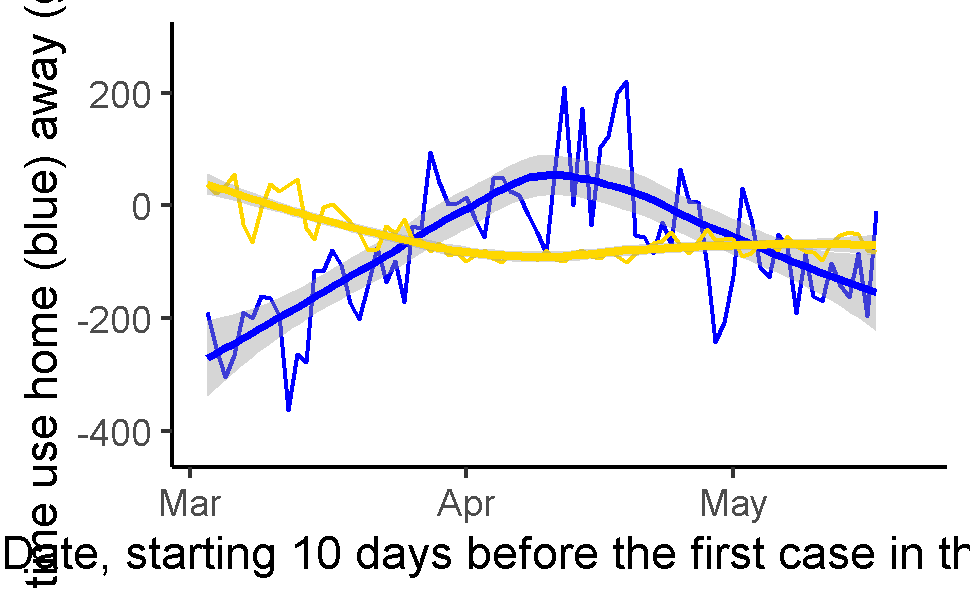 time use home (blue) away (
200
0
-200
-400
Mar Apr May
Date, starting 10 days before the first case in th